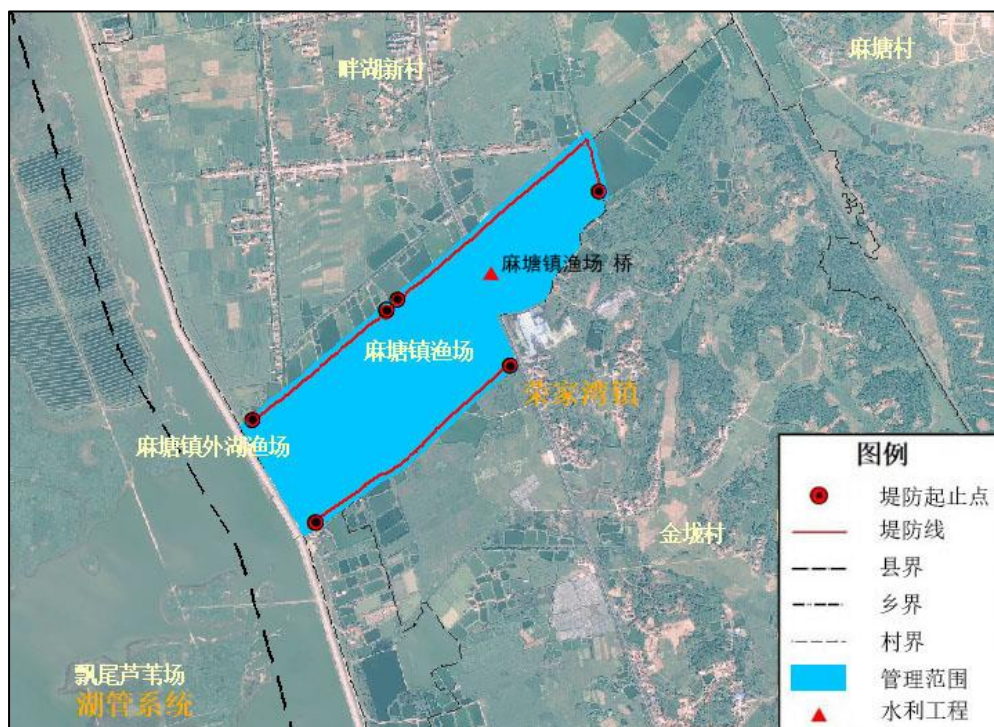 麻塘村
畔湖新村
麻塘镇渔场 桥
麻塘镇渔场
荣家湾镇
麻塘镇外湖渔场
金垅村
飘尾芦苇场
湖管系统
图例
堤防起止点
堤防线
县界
乡界
村界
管理范围
水利工程